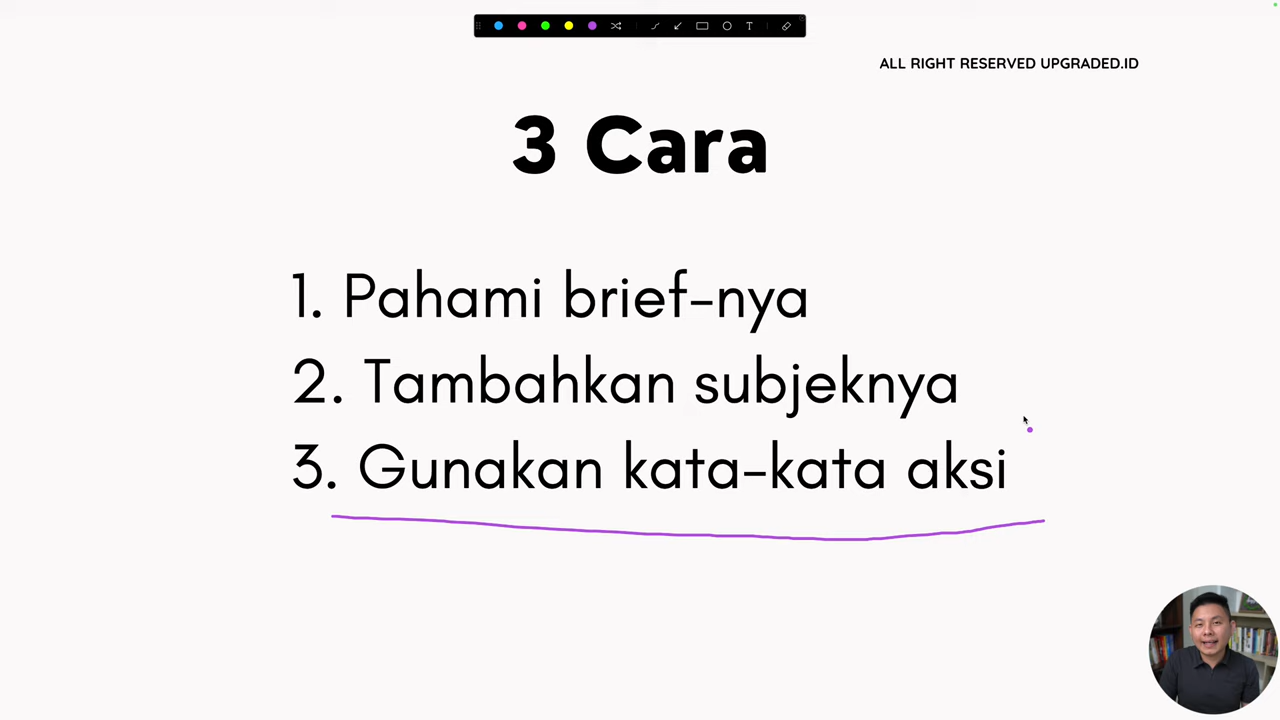 ALL RIGHT RESERVED UPGRADED.ID
3 Cara
1. Pahami brief-nya
2. Tambahkan subjeknya
3. Gunakan kata-kata aksi